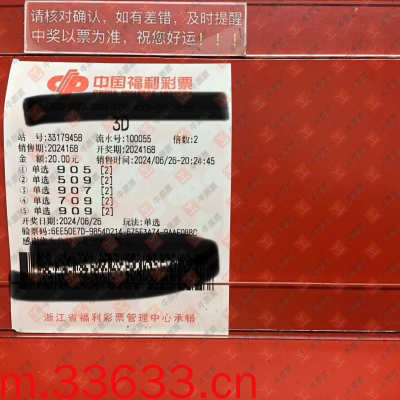 请核对确认，如有差错，及时提醒
中奖以票为准，祝您好运！！！
中国福利彩票
3D
站 号:33179458 流水号:100055 倍数:2
销售期:2024168 开奖期:2024168
金 额:20.00元 销售时间:2024/06/26-20:24:45
① 单选 905 [2]
② 单选 509 [2]
③ 单选 907 [2]
④ 单选 709 [2]
⑤ 单选 909 [2]
开奖日期:2024/06/26 玩法:单选
浙江省福利彩票管理中心承销
m.33633.cn